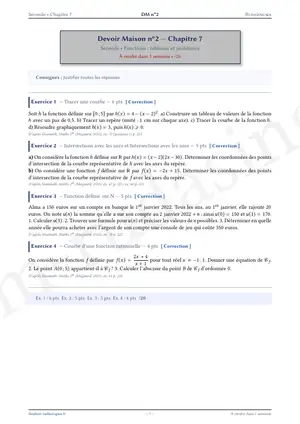 Seconde • Chapitre 7 DM n°2
Devoir Maison n°2 — Chapitre 7
Seconde • Fonctions : tableaux et problèmes
À rendre dans 1 semaine • /20
Consignes : justifier toutes les réponses
Exercice 1 — Tracer une courbe — 6 pts [ Correction ]
Soit h la fonction définie sur [0 ; 5] par h(x) = 4 − (x − 2)². a) Construire un tableau de valeurs de la fonction
h avec un pas de 0,5. b) Tracer un repère (unité : 1 cm sur chaque axe). c) Tracer la courbe de la fonction h.
d) Résoudre graphiquement h(x) = 3, puis h(x) ⩾ 0.
Exercice 2 — Intersections avec les axes et Intersections avec les axes — 5 pts [ Correction ]
a) On considère la fonction h définie sur ℝ par h(x) = (x − 2)(2x − 30). Déterminer les coordonnées des points
d'intersection de la courbe représentative de h avec les axes du repère.
b) On considère une fonction f définie sur ℝ par f(x) = −2x + 15. Déterminer les coordonnées des points
d'intersection de la courbe représentative de f avec les axes du repère.
Exercice 3 — Fonction définie sur ℕ — 5 pts [ Correction ]
Aima a 150 euros sur un compte en banque le 1er janvier 2022. Tous les ans, au 1er janvier, elle rajoute 20
euros. On note u(n) la somme qu'elle a sur son compte au 1er janvier 2022 + n : ainsi u(0) = 150 et u(1) = 170.
1. Calculer u(2). 2. Trouver une formule pour u(n) et préciser les valeurs de n possibles. 3. Déterminer en quelle
année elle pourra acheter avec l'argent de son compte une console de jeu qui coûte 350 euros.
Exercice 4 — Courbe d'une fonction rationnelle — 4 pts [ Correction ]
On considère la fonction f définie par f(x) = (2x + 4)/(x + 1) pour tout réel x ≠ −1. 1. Donner une équation de 𝒞f
2. Le point A(0 ; 5) appartient-il à 𝒞f ? 3. Calculer l'abscisse du point B de 𝒞f d'ordonnée 0.
Ex. 1 : 6 pts Ex. 2 : 5 pts Ex. 3 : 5 pts Ex. 4 : 4 pts /20
– 1 –